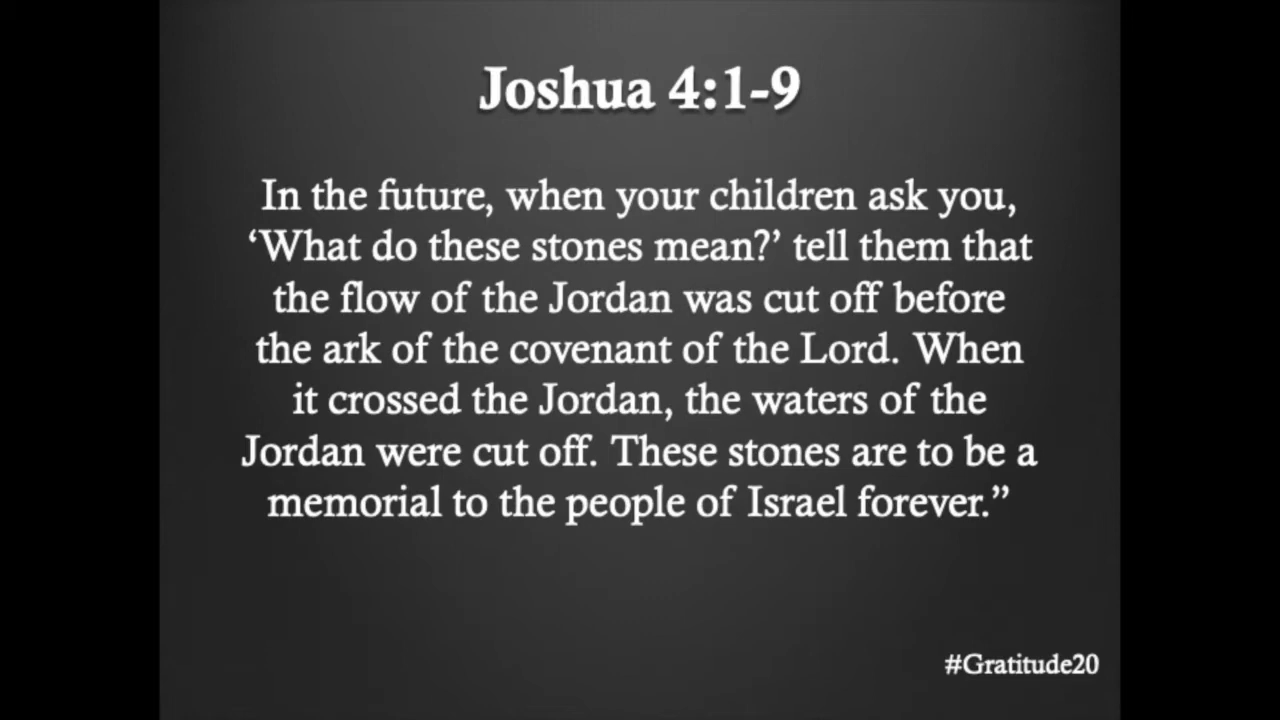 Joshua 4:1-9
In the future, when your children ask you,
‘What do these stones mean?’ tell them that
the flow of the Jordan was cut off before
the ark of the covenant of the Lord. When
it crossed the Jordan, the waters of the
Jordan were cut off. These stones are to be a
memorial to the people of Israel forever.”
#Gratitude20